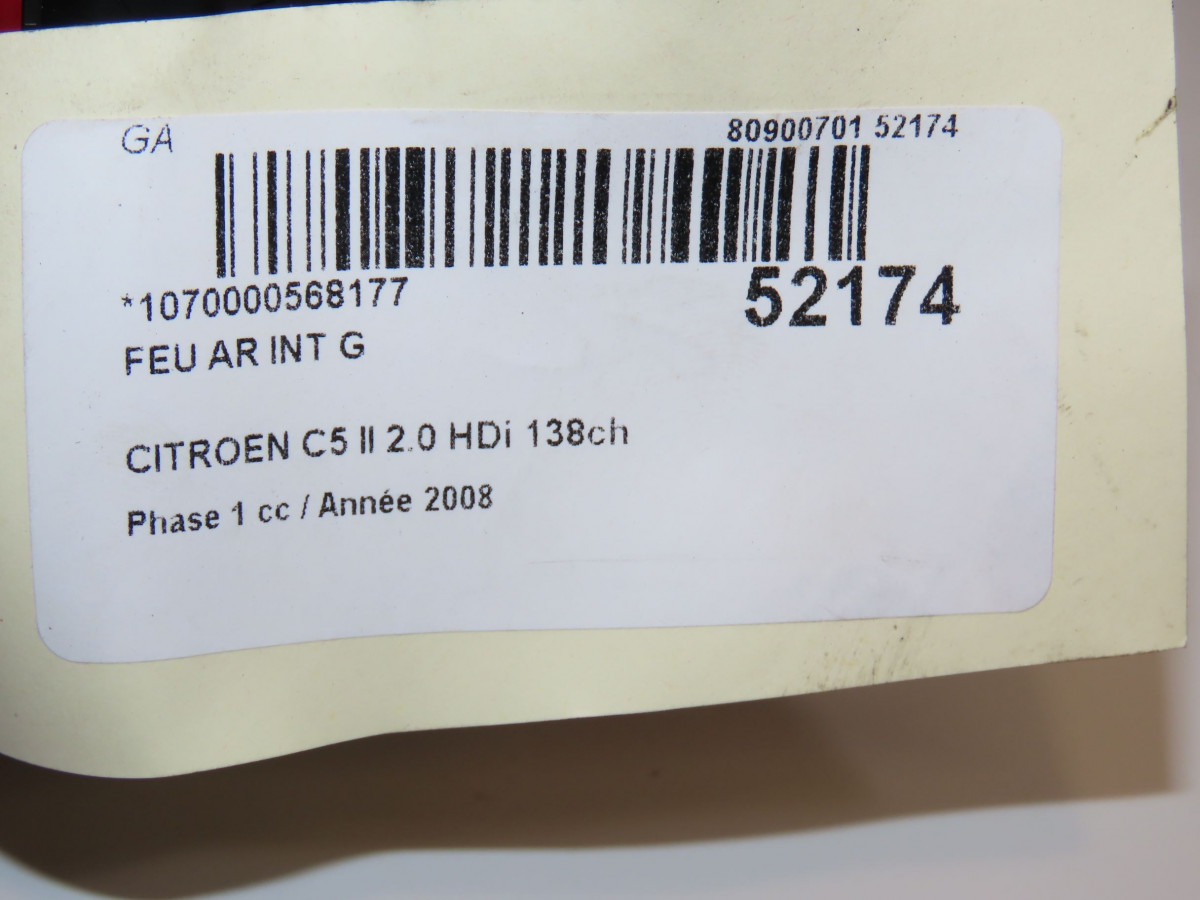 GA
80900701 52174
*1070000568177
52174
FEU AR INT G
CITROEN C5 II 2.0 HDi 138ch
Phase 1 cc / Année 2008